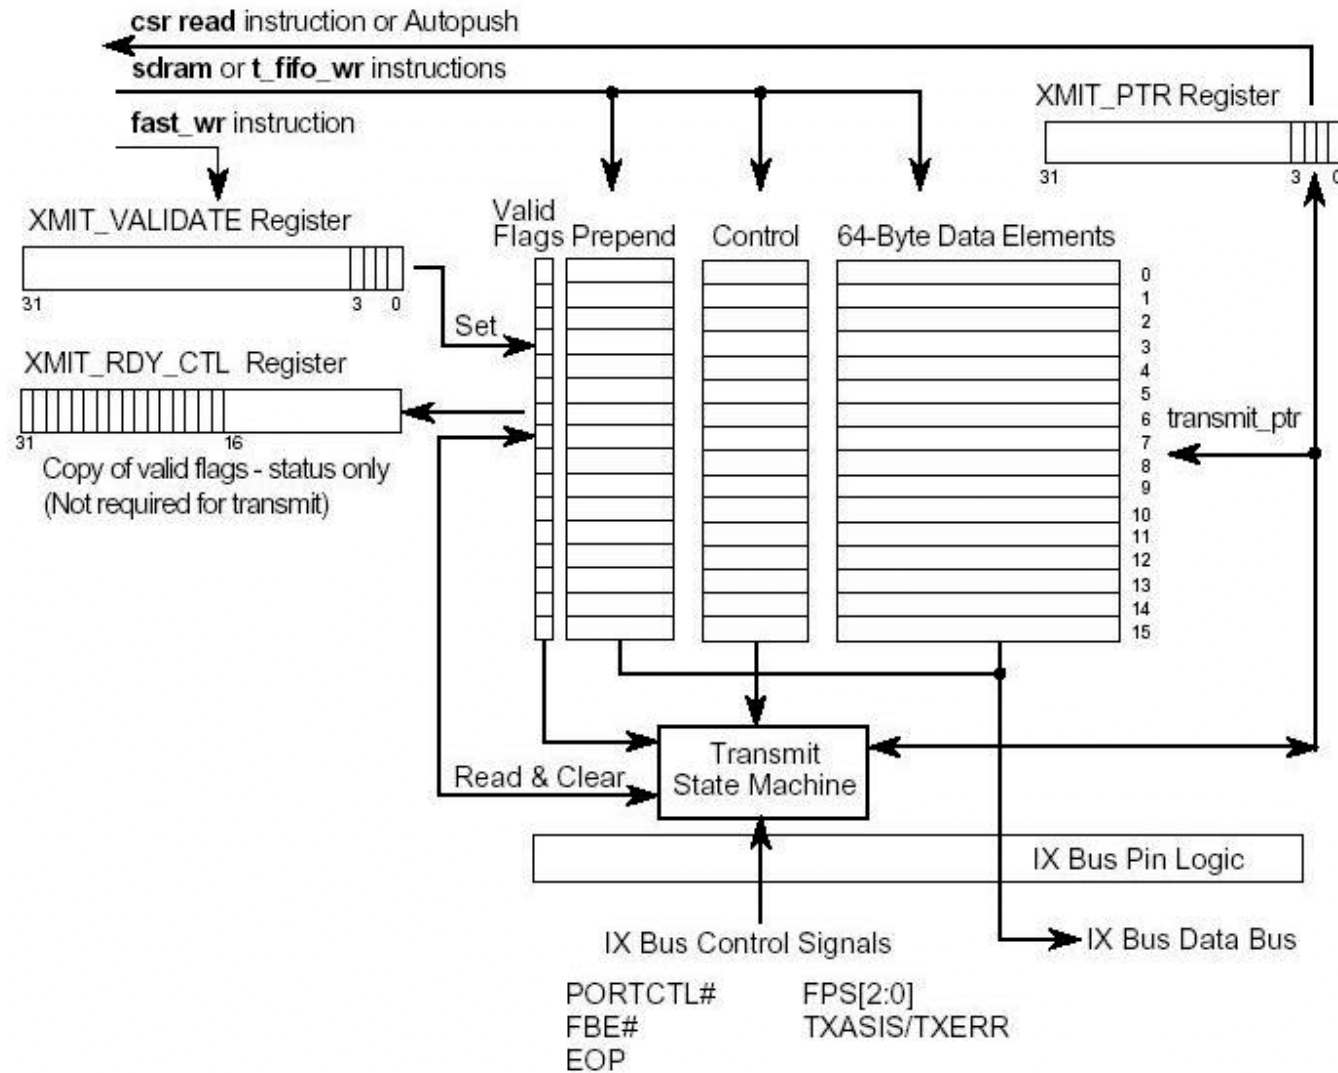 csr read instruction or Autopush
sdram or t_fifo_wr instructions
fast_wr instruction
XMIT_PTR Register
31
3
0
XMIT_VALIDATE Register
31
3
0
Valid
Flags
Prepend
Control
64-Byte Data Elements
0
1
2
3
4
5
6
7
8
9
10
11
12
13
14
15
Set
XMIT_RDY_CTL Register
31
16
Copy of valid flags - status only
(Not required for transmit)
transmit_ptr
Transmit
State Machine
Read & Clear
IX Bus Pin Logic
IX Bus Control Signals
IX Bus Data Bus
PORTCTL#
FPS[2:0]
FBE#
TXASIS/TXERR
EOP